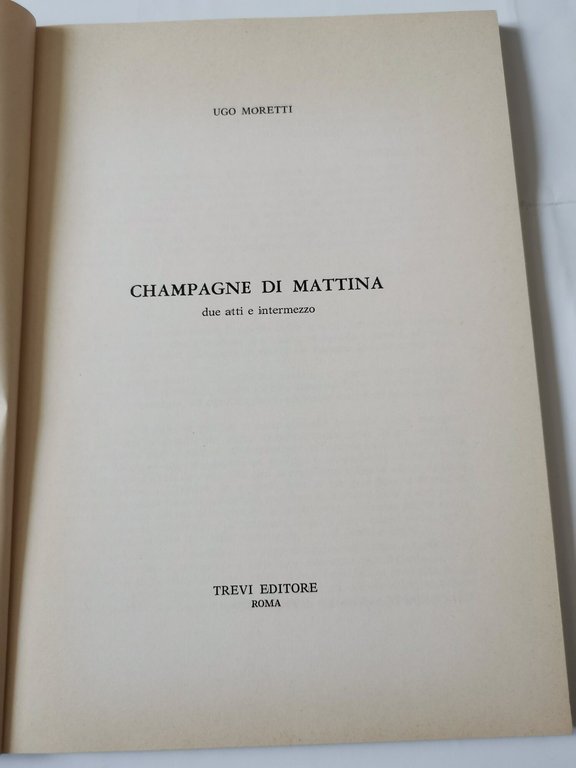 UGO MORETTI
CHAMPAGNE DI MATTINA
due atti e intermezzo
TREVI EDITORE
ROMA